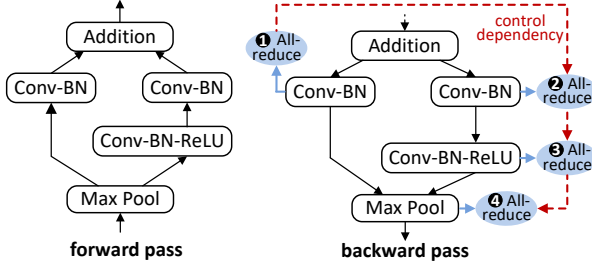 Addition
Conv-BN
Conv-BN
Conv-BN-ReLU
Max Pool
forward pass
❶ All-
reduce
control
dependency
Addition
Conv-BN
Conv-BN
❷ All-
reduce
Conv-BN-ReLU
❸ All-
reduce
Max Pool
❹ All-
reduce
backward pass